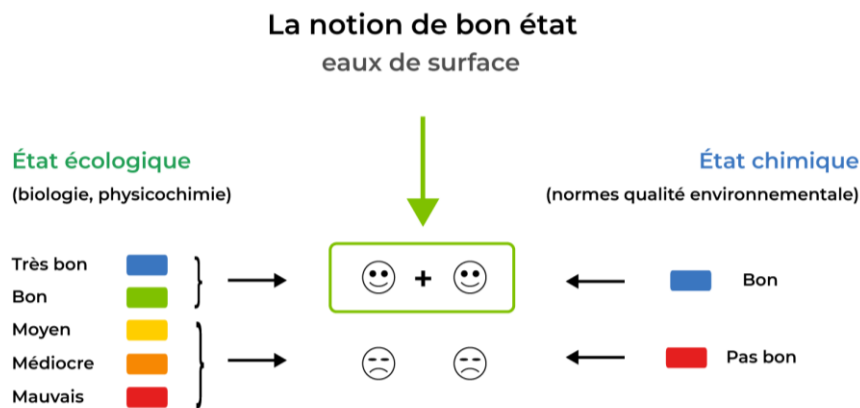 La notion de bon état
eaux de surface
État écologique
(biologie, physicochimie)
État chimique
(normes qualité environnementale)
Très bon
Bon
Moyen
Médiocre
Mauvais
+
Bon
Pas bon